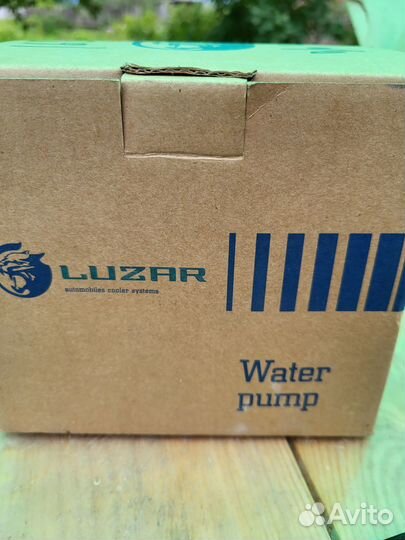 LUZAR
automobiles cooler systems
Water
pump
Avito